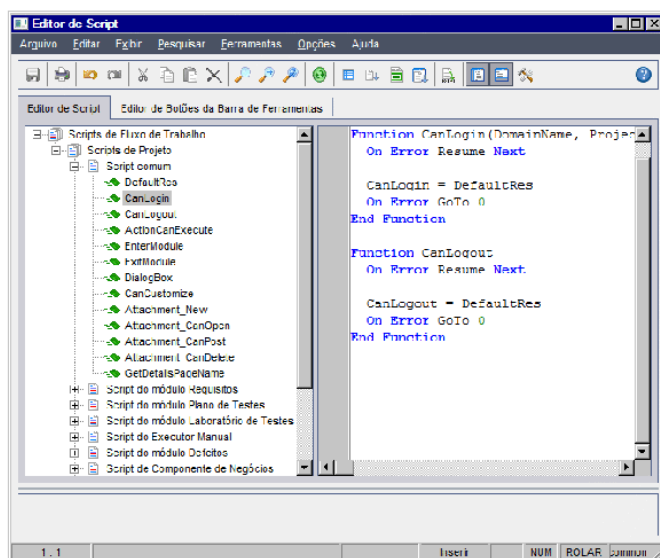 Editor de Script
Arquivo Editar Exibir Pesquisar Ferramentas Opções Ajuda
Editor de Script Editor de Botões da Barra de Ferramentas
Scripts de Fluxo de Trabalho
Scripts de Projeto
Script comum
DefaultRes
CanLogin
CanLogout
ActionCanExecute
EnterModule
ExitModule
DialogBox
CanCustomize
Attachment_New
Attachment_CanOpen
Attachment_CanPost
Attachment_CanDelete
GetDetailsPageName
Script do módulo Requisitos
Script do módulo Plano de Testes
Script do módulo Laboratório de Testes
Script do Executor Manual
Script do módulo Defeitos
Script de Componente de Negócios
Function CanLogin(DomainName, Projec
On Error Resume Next
CanLogin = DefaultRes
On Error GoTo 0
End Function
Function CanLogout
On Error Resume Next
CanLogout = DefaultRes
On Error GoTo 0
End Function
1 . 1 Inserir NUM ROLAR common